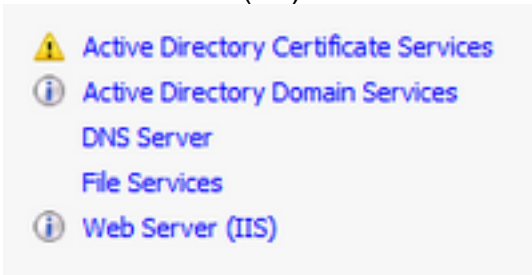 Active Directory Certificate Services
Active Directory Domain Services
DNS Server
File Services
Web Server (IIS)